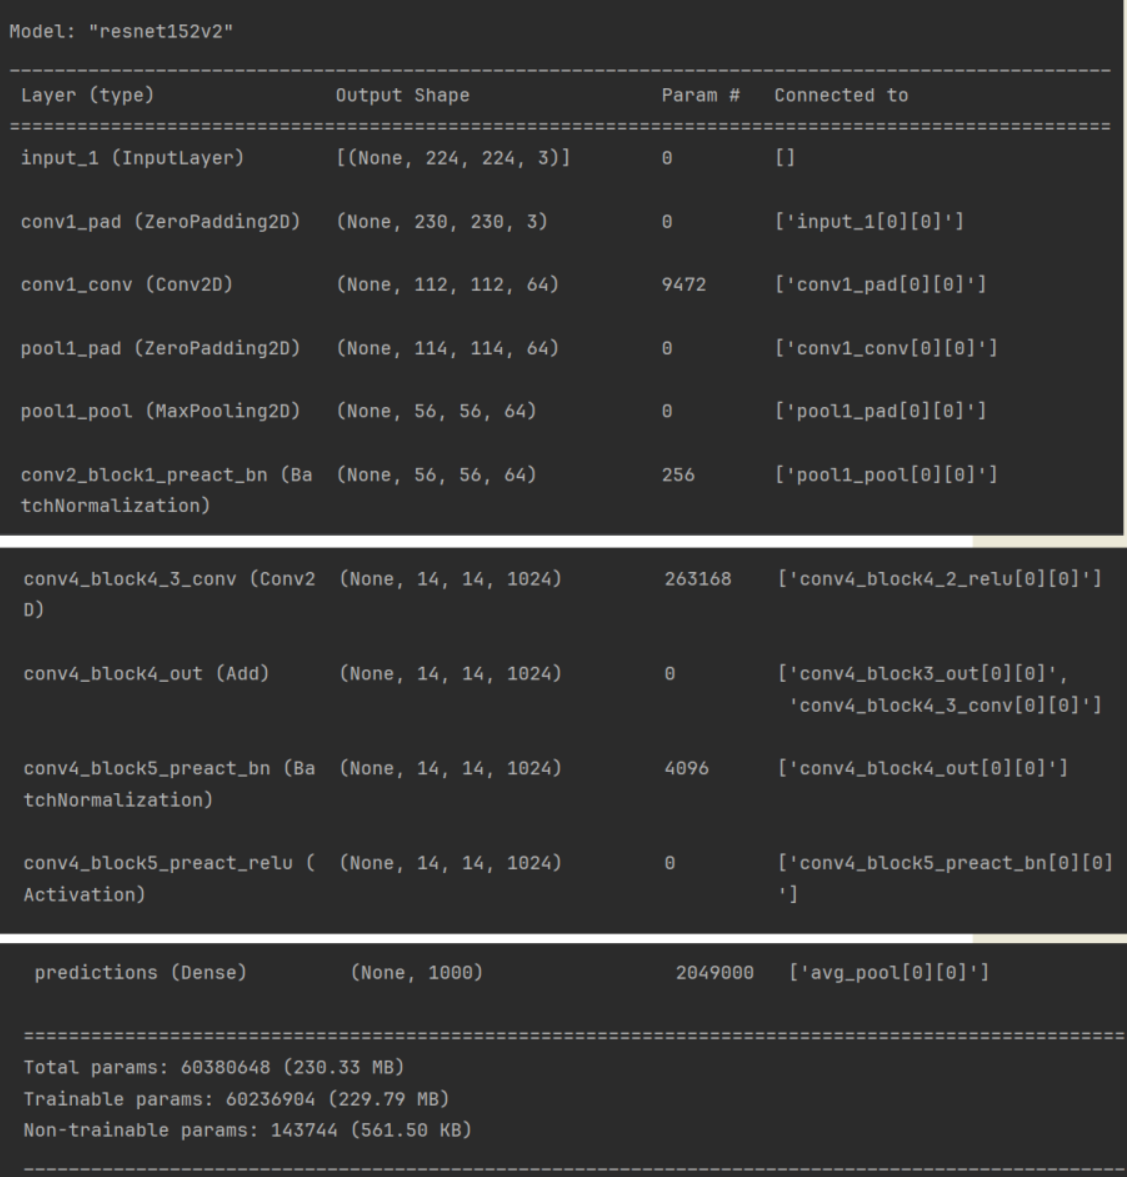 Model: "resnet152v2"
__________________________________________________________________________________________________
Layer (type) Output Shape Param # Connected to
==================================================================================================
input_1 (InputLayer) [(None, 224, 224, 3)] 0 []
conv1_pad (ZeroPadding2D) (None, 230, 230, 3) 0 ['input_1[0][0]']
conv1_conv (Conv2D) (None, 112, 112, 64) 9472 ['conv1_pad[0][0]']
pool1_pad (ZeroPadding2D) (None, 114, 114, 64) 0 ['conv1_conv[0][0]']
pool1_pool (MaxPooling2D) (None, 56, 56, 64) 0 ['pool1_pad[0][0]']
conv2_block1_preact_bn (Ba (None, 56, 56, 64) 256 ['pool1_pool[0][0]']
tchNormalization)
conv4_block4_3_conv (Conv2 (None, 14, 14, 1024) 263168 ['conv4_block4_2_relu[0][0]']
D)
conv4_block4_out (Add) (None, 14, 14, 1024) 0 ['conv4_block3_out[0][0]',
'conv4_block4_3_conv[0][0]']
conv4_block5_preact_bn (Ba (None, 14, 14, 1024) 4096 ['conv4_block4_out[0][0]']
tchNormalization)
conv4_block5_preact_relu ( (None, 14, 14, 1024) 0 ['conv4_block5_preact_bn[0][0]
Activation) ']
predictions (Dense) (None, 1000) 2049000 ['avg_pool[0][0]']
==================================================================================================
Total params: 60380648 (230.33 MB)
Trainable params: 60236904 (229.79 MB)
Non-trainable params: 143744 (561.50 KB)
__________________________________________________________________________________________________